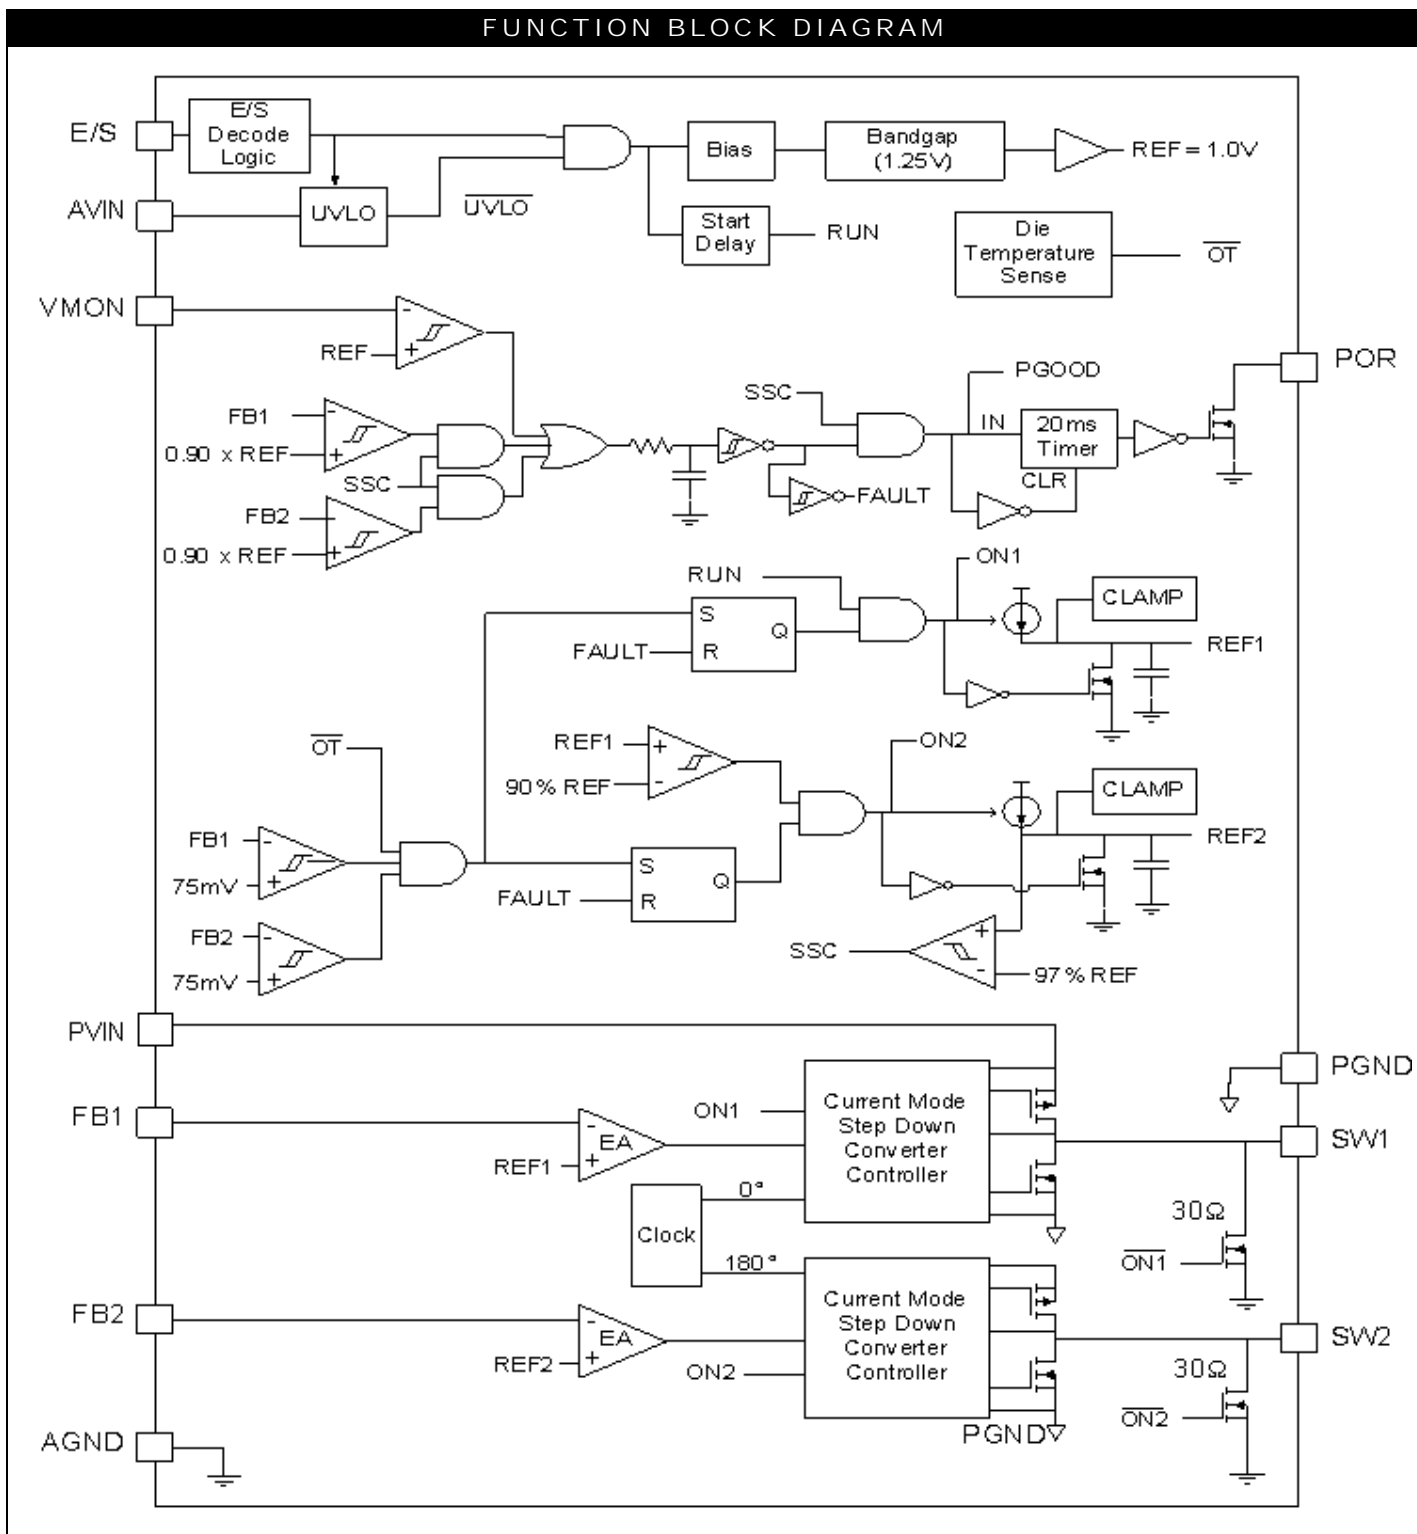 FUNCTION BLOCK DIAGRAM
E/S
E/S
Decode
Logic
Bias
Bandgap
(1.25V)
REF = 1.0V
AVIN
UVLO
UVLO
Start
Delay
RUN
Die
Temperature
Sense
OT
VMON
-
+
REF
POR
PGOOD
SSC
FB1
-
0.90 x REF
+
IN
20ms
Timer
CLR
SSC
FAULT
FB2
-
0.90 x REF
+
ON1
RUN
CLAMP
S
Q
R
FAULT
REF1
OT
REF1
+
90% REF
-
ON2
CLAMP
REF2
FB1
-
75mV
+
S
Q
R
FAULT
FB2
-
75mV
+
SSC
+
-
97% REF
PVIN
PGND
FB1
-
EA
+
REF1
ON1
Current Mode
Step Down
Converter
Controller
SW1
0°
Clock
180°
30Ω
ON1
FB2
-
EA
+
REF2
ON2
Current Mode
Step Down
Converter
Controller
SW2
30Ω
ON2
PGND
AGND